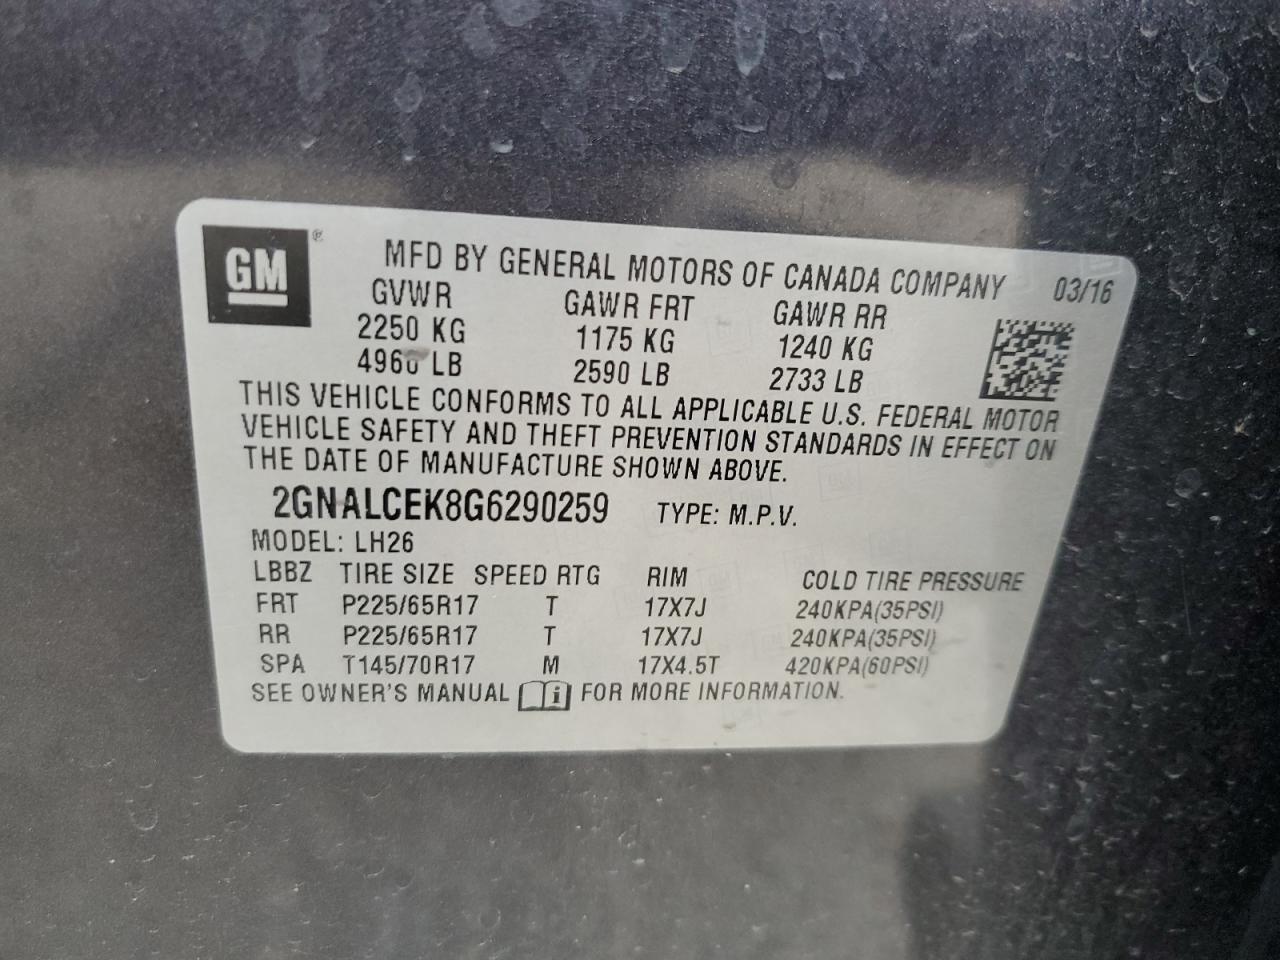 GM ®
MFD BY GENERAL MOTORS OF CANADA COMPANY 03/16
GVWR GAWR FRT GAWR RR
2250 KG 1175 KG 1240 KG
4960 LB 2590 LB 2733 LB
THIS VEHICLE CONFORMS TO ALL APPLICABLE U.S. FEDERAL MOTOR
VEHICLE SAFETY AND THEFT PREVENTION STANDARDS IN EFFECT ON
THE DATE OF MANUFACTURE SHOWN ABOVE.
2GNALCEK8G6290259 TYPE: M.P.V.
MODEL: LH26
LBBZ TIRE SIZE SPEED RTG RIM COLD TIRE PRESSURE
FRT P225/65R17 T 17X7J 240KPA(35PSI)
RR P225/65R17 T 17X7J 240KPA(35PSI)
SPA T145/70R17 M 17X4.5T 420KPA(60PSI)
SEE OWNER'S MANUAL i FOR MORE INFORMATION.